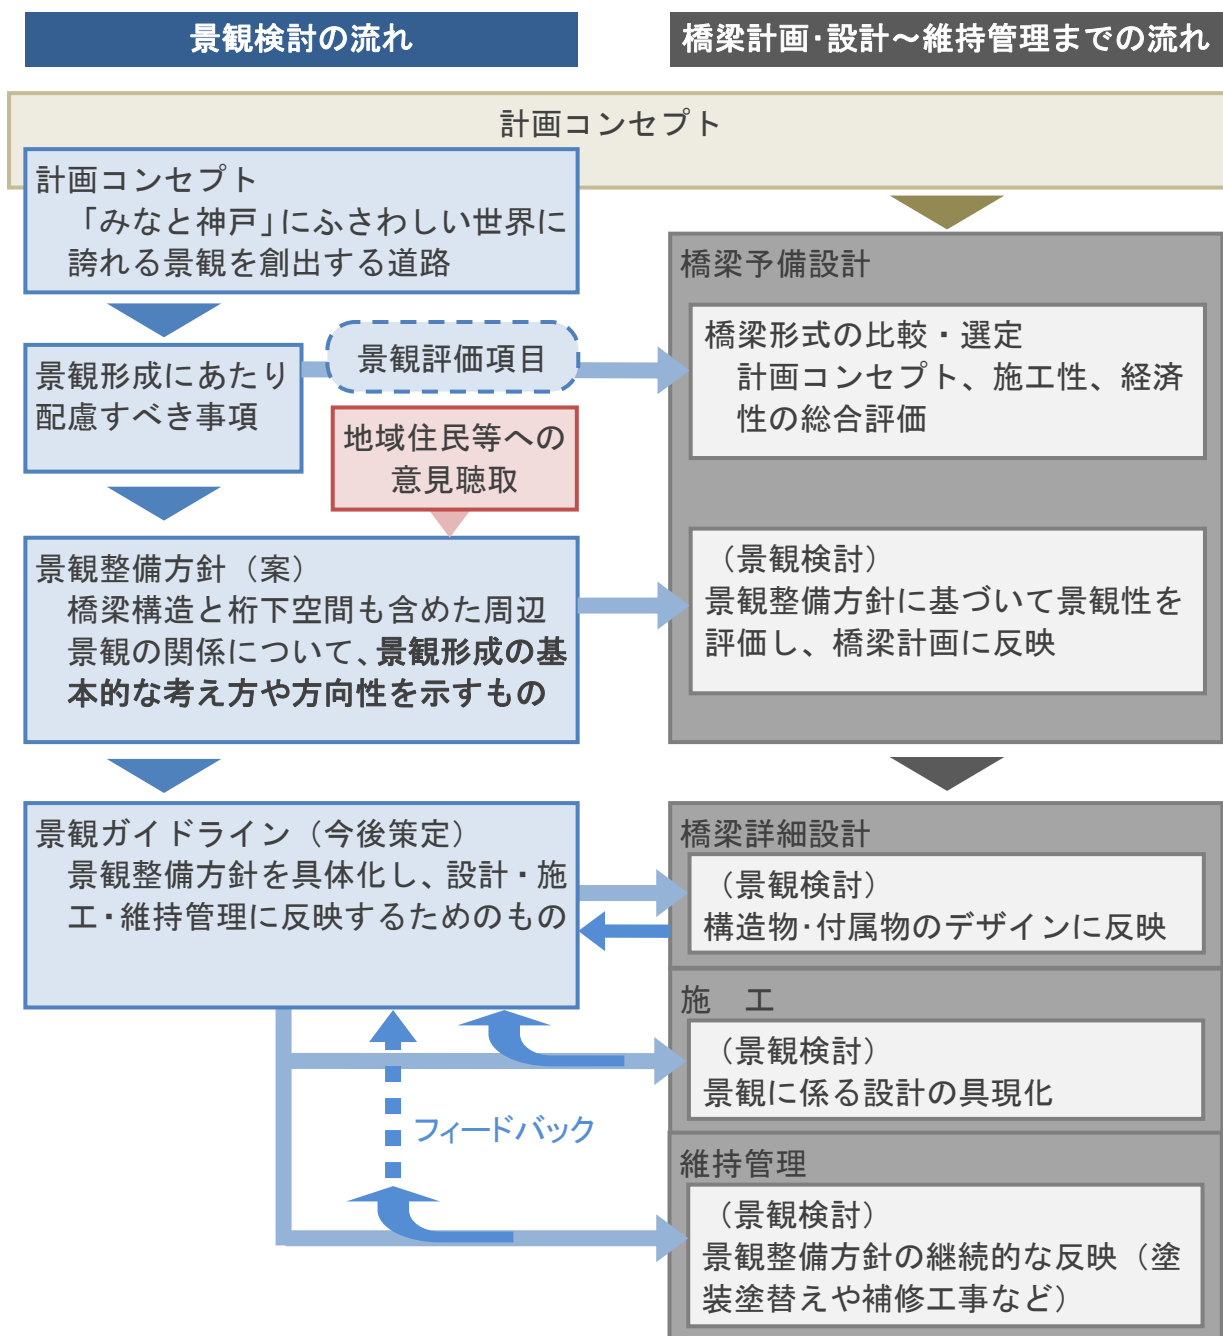 景観検討の流れ
橋梁計画・設計～維持管理までの流れ
計画コンセプト
計画コンセプト
「みなと神戸」にふさわしい世界に
誇れる景観を創出する道路
景観形成にあたり
配慮すべき事項
景観評価項目
地域住民等への
意見聴取
景観整備方針（案）
橋梁構造と桁下空間も含めた周辺
景観の関係について、景観形成の基
本的な考え方や方向性を示すもの
景観ガイドライン（今後策定）
景観整備方針を具体化し、設計・施
工・維持管理に反映するためのもの
フィードバック
橋梁予備設計
橋梁形式の比較・選定
計画コンセプト、施工性、経済
性の総合評価
（景観検討）
景観整備方針に基づいて景観性を
評価し、橋梁計画に反映
橋梁詳細設計
（景観検討）
構造物・付属物のデザインに反映
施　工
（景観検討）
景観に係る設計の具現化
維持管理
（景観検討）
景観整備方針の継続的な反映（塗
装塗替えや補修工事など）